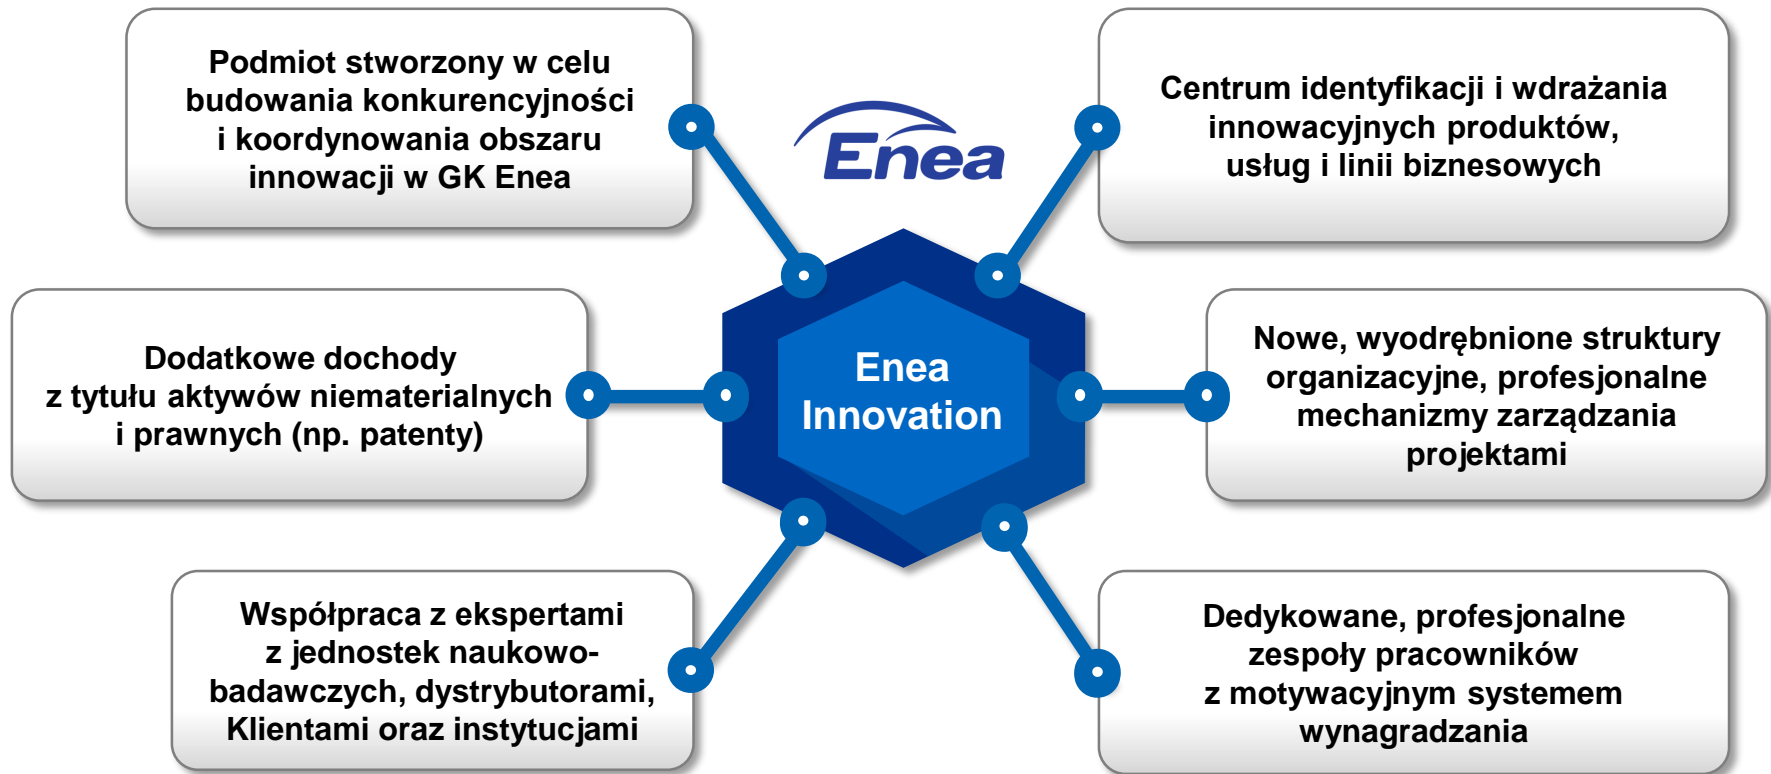 Podmiot stworzony w celu
budowania konkurencyjności
i koordynowania obszaru
innowacji w GK Enea
Enea
Centrum identyfikacji i wdrażania
innowacyjnych produktów,
usług i linii biznesowych
Dodatkowe dochody
z tytułu aktywów niematerialnych
i prawnych (np. patenty)
Enea
Innovation
Nowe, wyodrębnione struktury
organizacyjne, profesjonalne
mechanizmy zarządzania
projektami
Współpraca z ekspertami
z jednostek naukowo-
badawczych, dystrybutorami,
Klientami oraz instytucjami
Dedykowane, profesjonalne
zespoły pracowników
z motywacyjnym systemem
wynagradzania